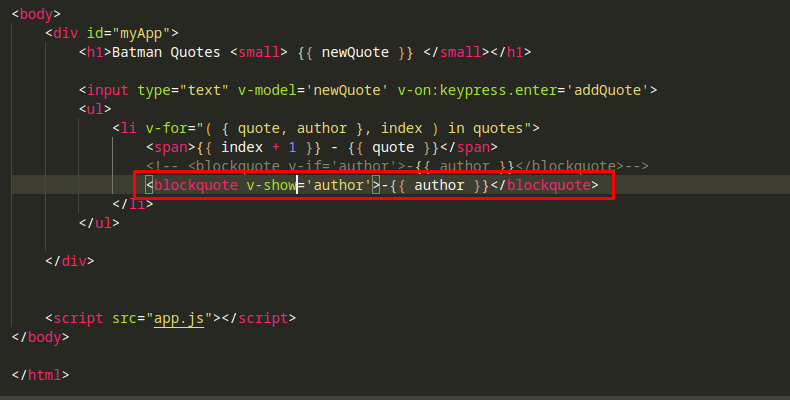 <body>
<div id="myApp">
<h1>Batman Quotes <small> {{ newQuote }} </small></h1>
<input type="text" v-model='newQuote' v-on:keypress.enter='addQuote'>
<ul>
<li v-for="( { quote, author }, index ) in quotes">
<span>{{ index + 1 }} - {{ quote }}</span>
<!-- <blockquote v-if='author'>-{{ author }}</blockquote>-->
<blockquote v-show='author'>-{{ author }}</blockquote>
</li>
</ul>
</div>
<script src="app.js"></script>
</body>
</html>